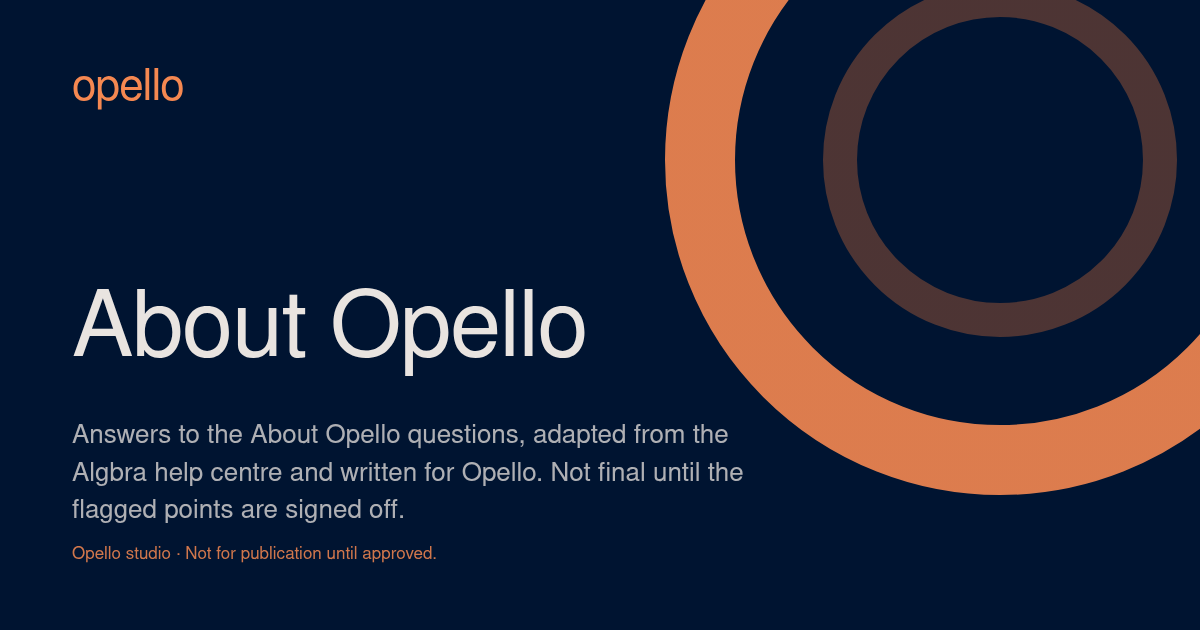 opello
About Opello
Answers to the About Opello questions, adapted from the
Algbra help centre and written for Opello. Not final until the
flagged points are signed off.
Opello studio · Not for publication until approved.